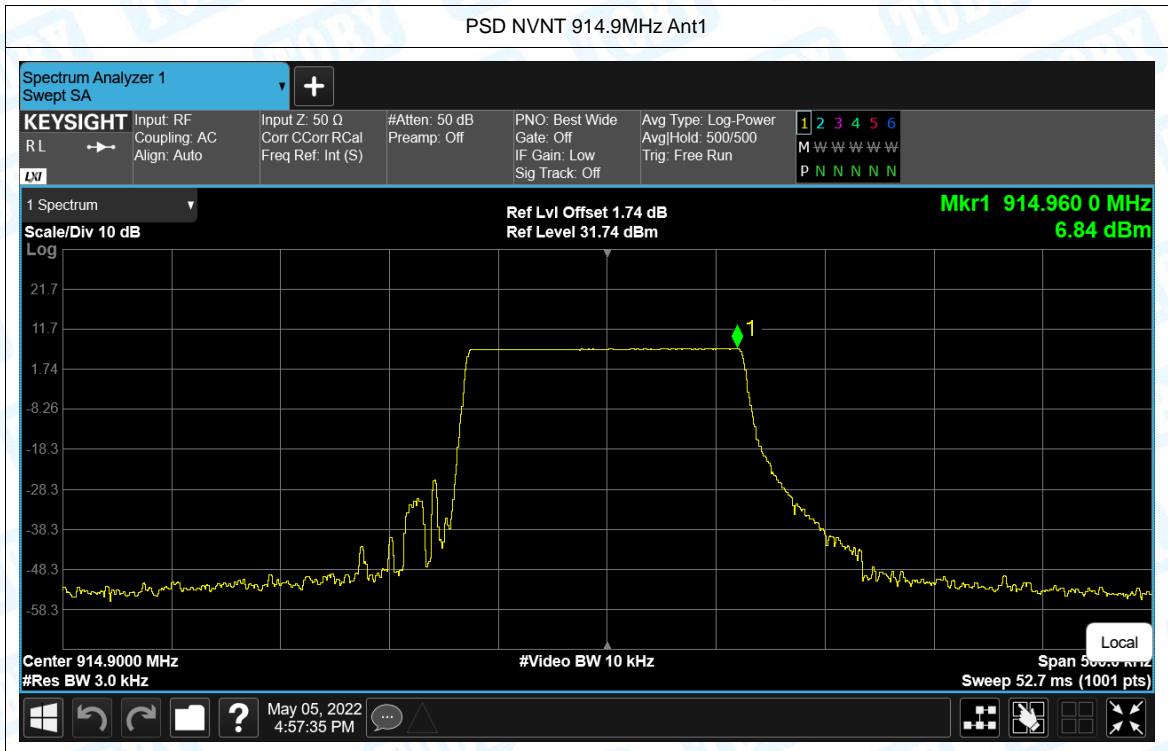 PSD NVNT 914.9MHz Ant1
Spectrum Analyzer 1
Swept SA
KEYSIGHT
RL
LXI
Input: RF
Coupling: AC
Align: Auto
Input Z: 50 Ω
Corr CCorr RCal
Freq Ref: Int (S)
#Atten: 50 dB
Preamp: Off
PNO: Best Wide
Gate: Off
IF Gain: Low
Sig Track: Off
Avg Type: Log-Power
Avg|Hold: 500/500
Trig: Free Run
1 2 3 4 5 6
M W W W W W
P N N N N N
1 Spectrum
Scale/Div 10 dB
Log
Ref Lvl Offset 1.74 dB
Ref Level 31.74 dBm
Mkr1 914.960 0 MHz
6.84 dBm
21.7
11.7
1
1.74
-8.26
-18.3
-28.3
-38.3
-48.3
-58.3
Local
Center 914.9000 MHz
#Video BW 10 kHz
Span
#Res BW 3.0 kHz
Sweep 52.7 ms (1001 pts)
May 05, 2022
4:57:35 PM
TOBY